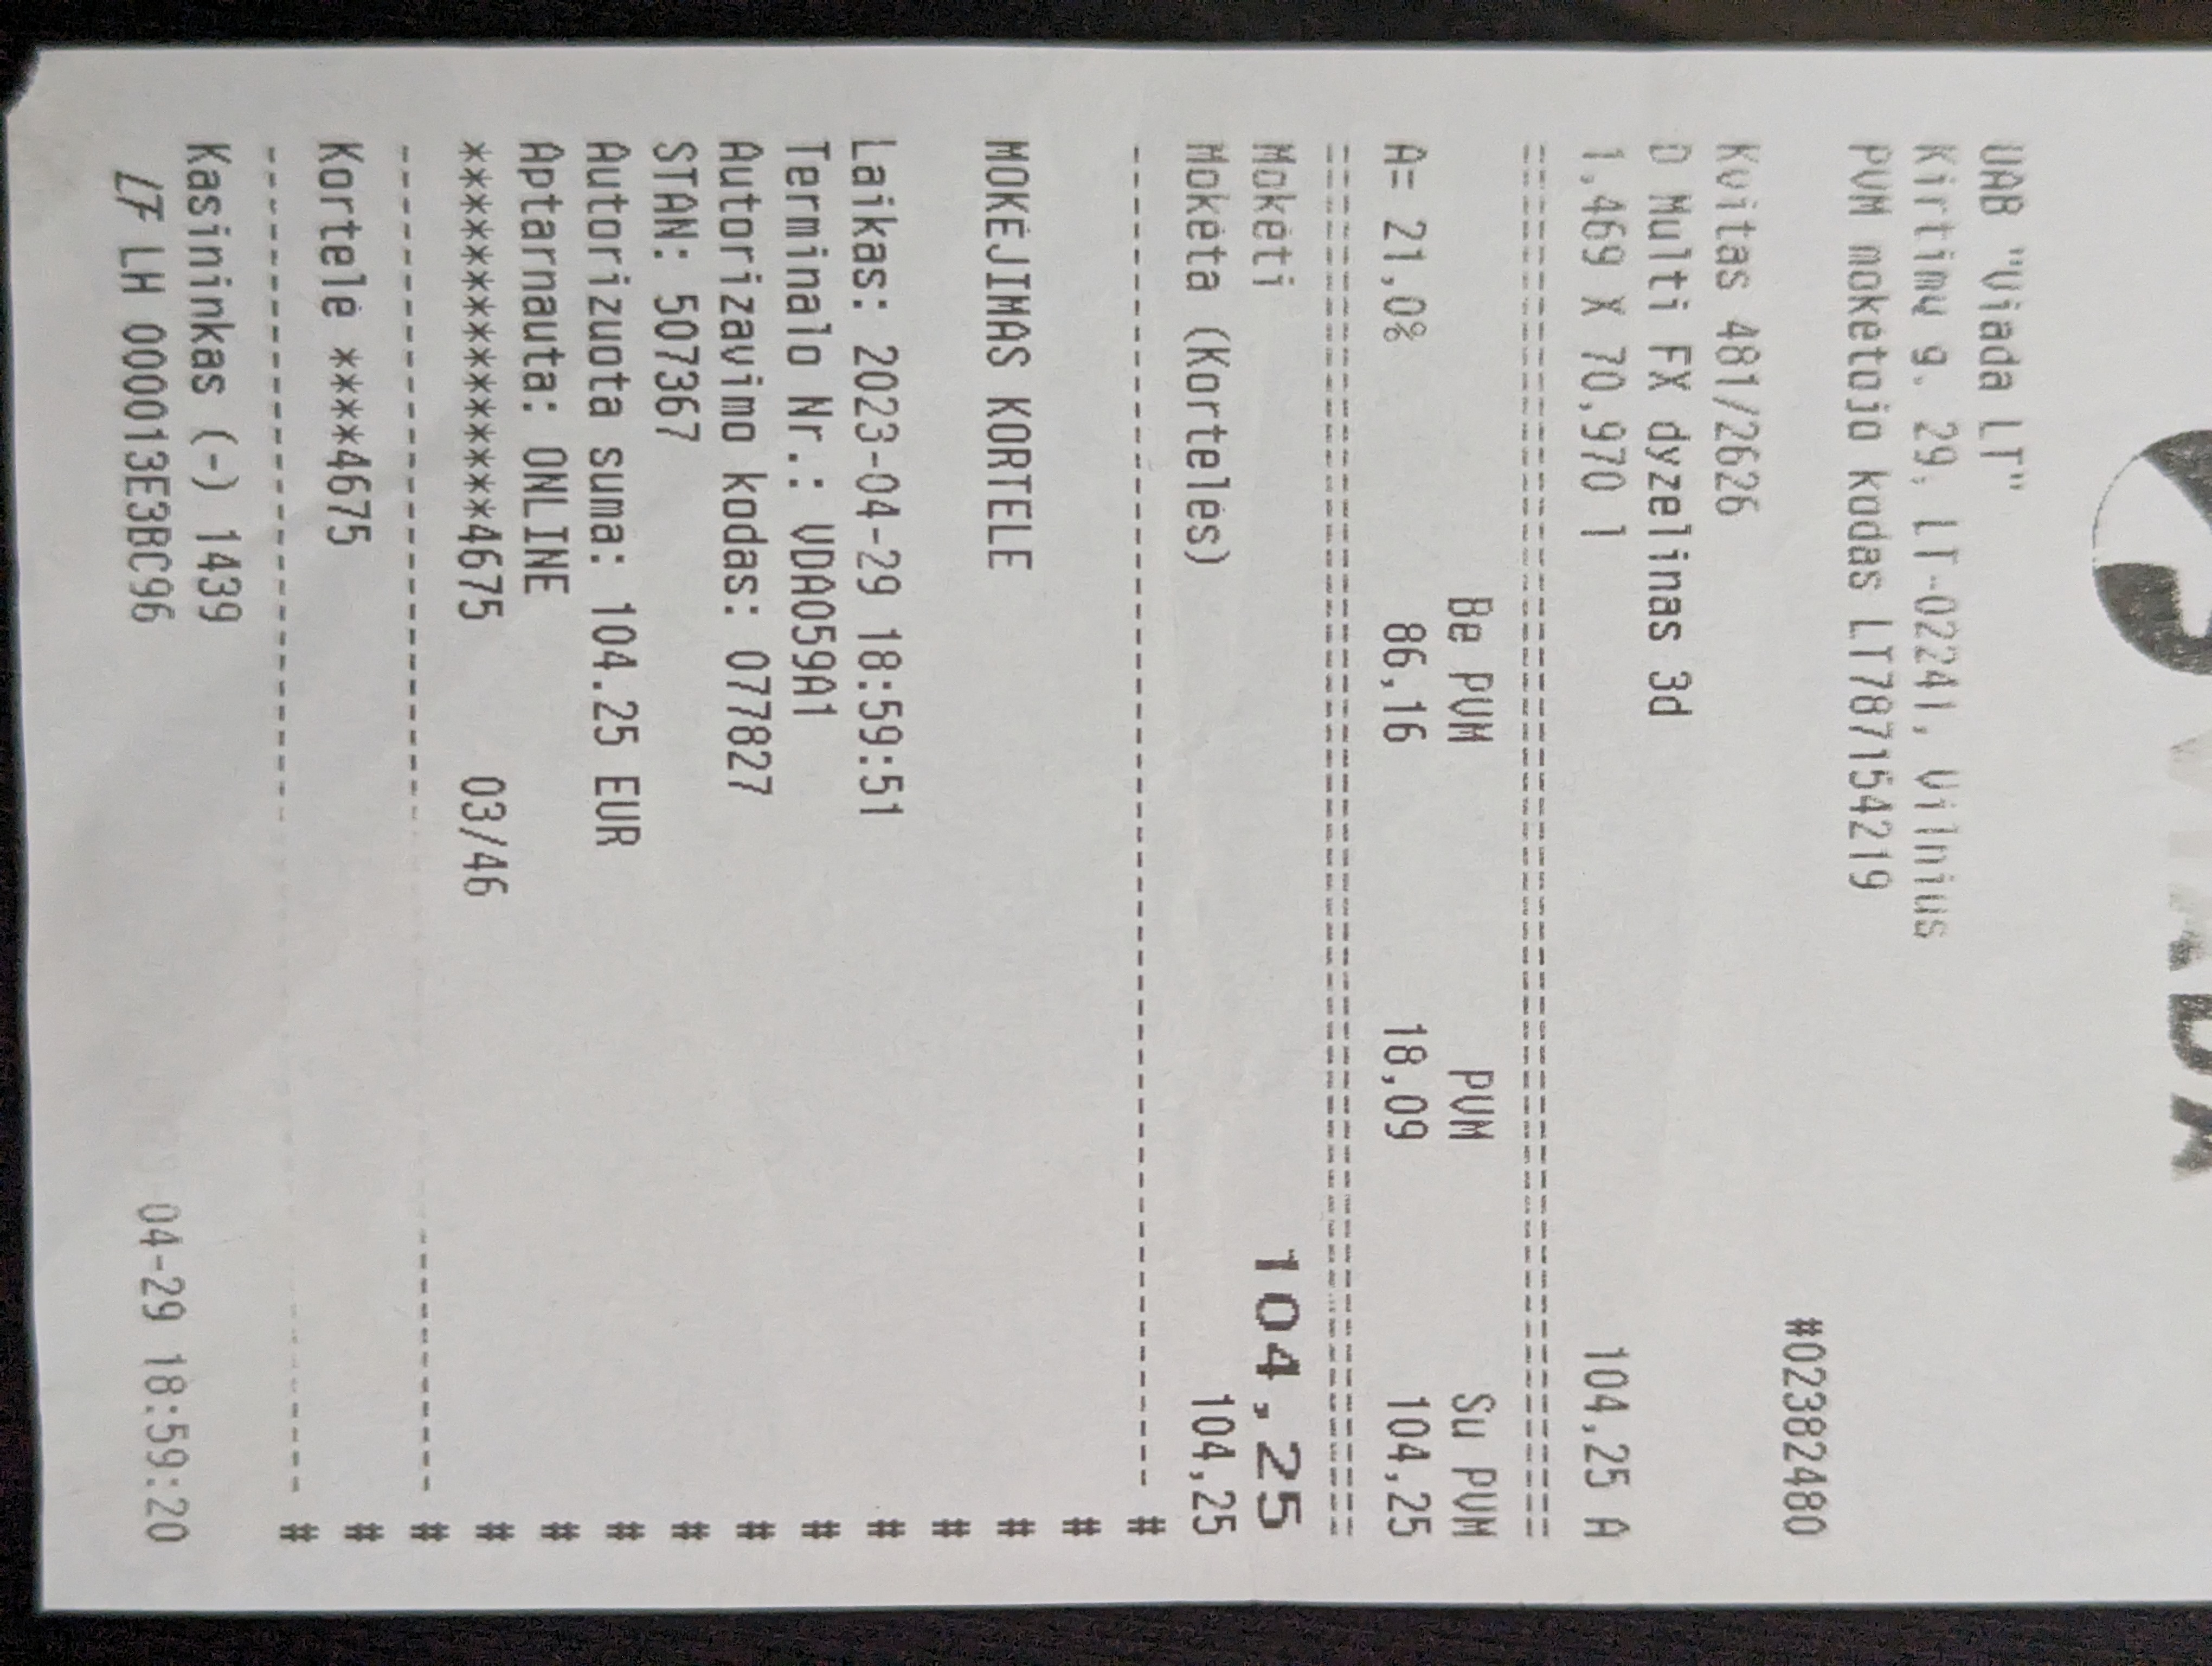 UAB "Viada LT"
Kirtimų g. 29, LT-02241, Vilnius
PVM mokėtojo kodas LT787154219
#02382480
Kvitas 481/2626
D Multi FX dyzelinas 3d
1,469 X 70,970 l 104,25 A
Be PVM PVM Su PVM
A= 21,0% 86,16 18,09 104,25
Mokėti 104,25
Mokėta (Kortelės) 104,25
#
#
MOKĖJIMAS KORTELE #
#
Laikas: 2023-04-29 18:59:51 #
Terminalo Nr.: VDA059A1 #
Autorizavimo kodas: 077827 #
STAN: 507367 #
Autorizuota suma: 104.25 EUR #
Aptarnauta: ONLINE #
************4675 03/46 #
#
Kortelė ****4675 #
#
Kasininkas (-) 1439
LF LH 000013E3BC96 04-29 18:59:20